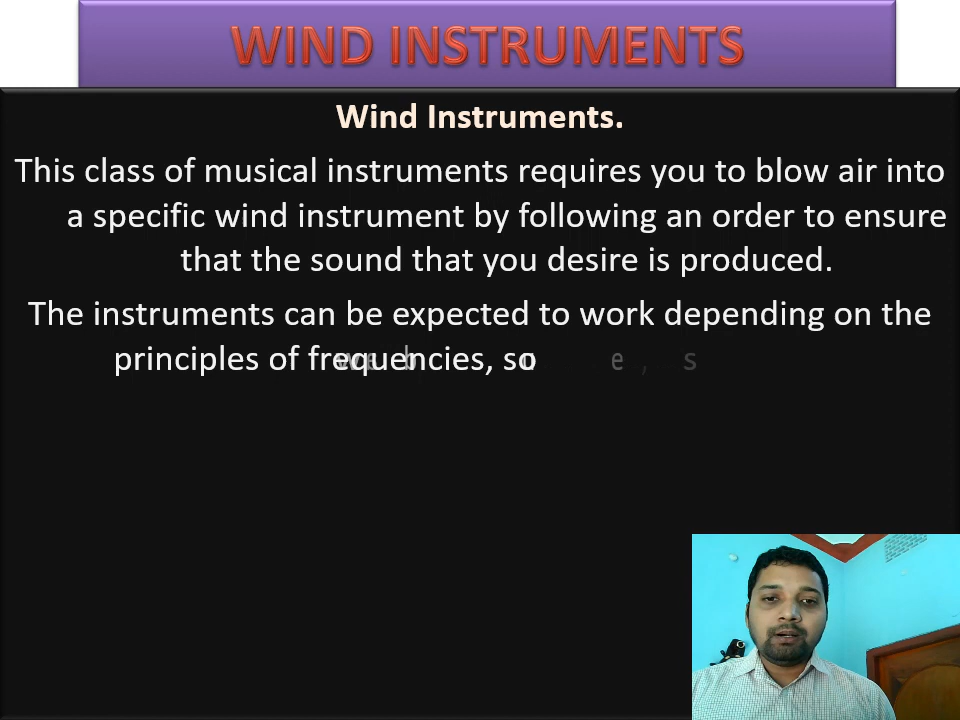 WIND INSTRUMENTS
Wind Instruments.
This class of musical instruments requires you to blow air into
a specific wind instrument by following an order to ensure
that the sound that you desire is produced.
The instruments can be expected to work depending on the
principles of frequencies, so